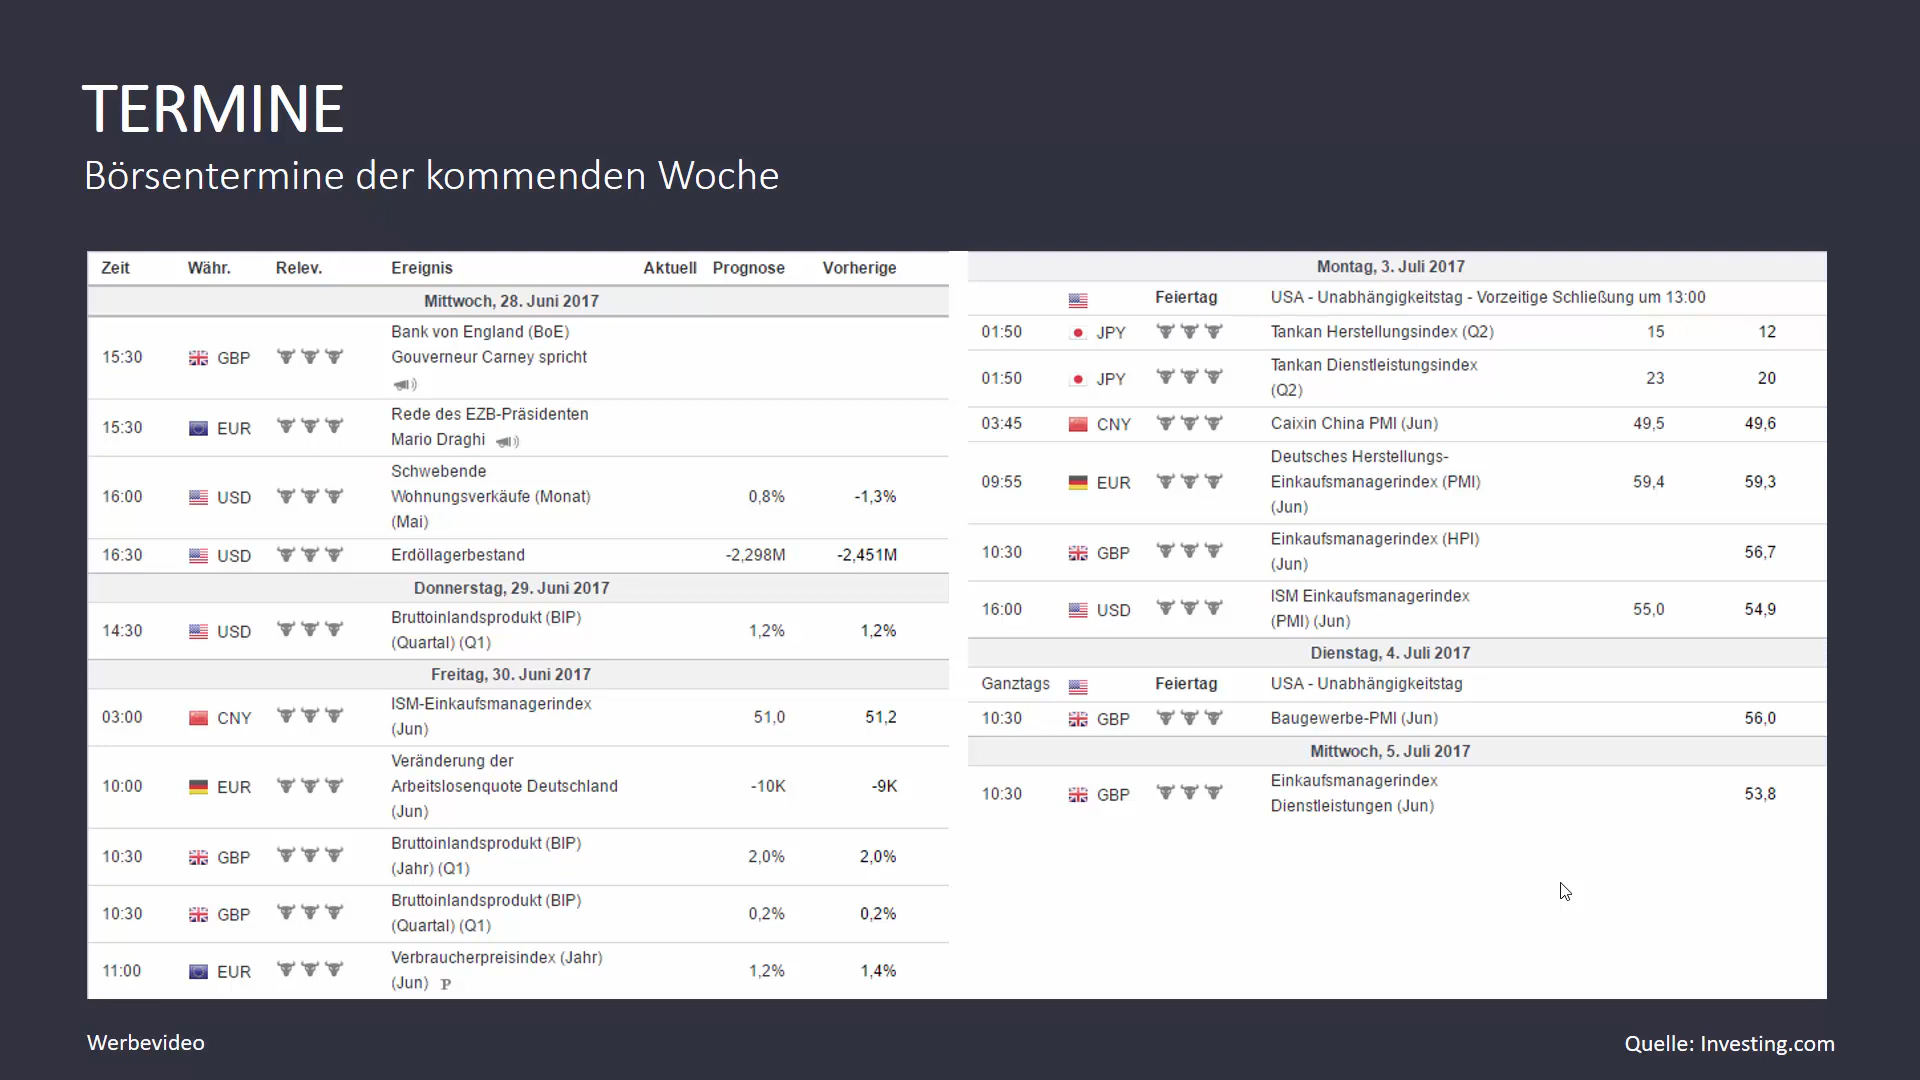 TERMINE
Börsentermine der kommenden Woche
Zeit Währ. Relev. Ereignis Aktuell Prognose Vorherige
Mittwoch, 28. Juni 2017
15:30 GBP Bank von England (BoE)
Gouverneur Carney spricht
15:30 EUR Rede des EZB-Präsidenten
Mario Draghi
16:00 USD Schwebende
Wohnungsverkäufe (Monat)
(Mai) 0,8% -1,3%
16:30 USD Erdöllagerbestand -2,298M -2,451M
Donnerstag, 29. Juni 2017
14:30 USD Bruttoinlandsprodukt (BIP)
(Quartal) (Q1) 1,2% 1,2%
Freitag, 30. Juni 2017
03:00 CNY ISM-Einkaufsmanagerindex
(Jun) 51,0 51,2
10:00 EUR Veränderung der
Arbeitslosenquote Deutschland
(Jun) -10K -9K
10:30 GBP Bruttoinlandsprodukt (BIP)
(Jahr) (Q1) 2,0% 2,0%
10:30 GBP Bruttoinlandsprodukt (BIP)
(Quartal) (Q1) 0,2% 0,2%
11:00 EUR Verbraucherpreisindex (Jahr)
(Jun) P 1,2% 1,4%
Montag, 3. Juli 2017
Feiertag USA - Unabhängigkeitstag - Vorzeitige Schließung um 13:00
01:50 JPY Tankan Herstellungsindex (Q2) 15 12
01:50 JPY Tankan Dienstleistungsindex
(Q2) 23 20
03:45 CNY Caixin China PMI (Jun) 49,5 49,6
09:55 EUR Deutsches Herstellungs-
Einkaufsmanagerindex (PMI)
(Jun) 59,4 59,3
10:30 GBP Einkaufsmanagerindex (HPI)
(Jun) 56,7
16:00 USD ISM Einkaufsmanagerindex
(PMI) (Jun) 55,0 54,9
Dienstag, 4. Juli 2017
Ganztags Feiertag USA - Unabhängigkeitstag
10:30 GBP Baugewerbe-PMI (Jun) 56,0
Mittwoch, 5. Juli 2017
10:30 GBP Einkaufsmanagerindex
Dienstleistungen (Jun) 53,8
Werbevideo
Quelle: Investing.com